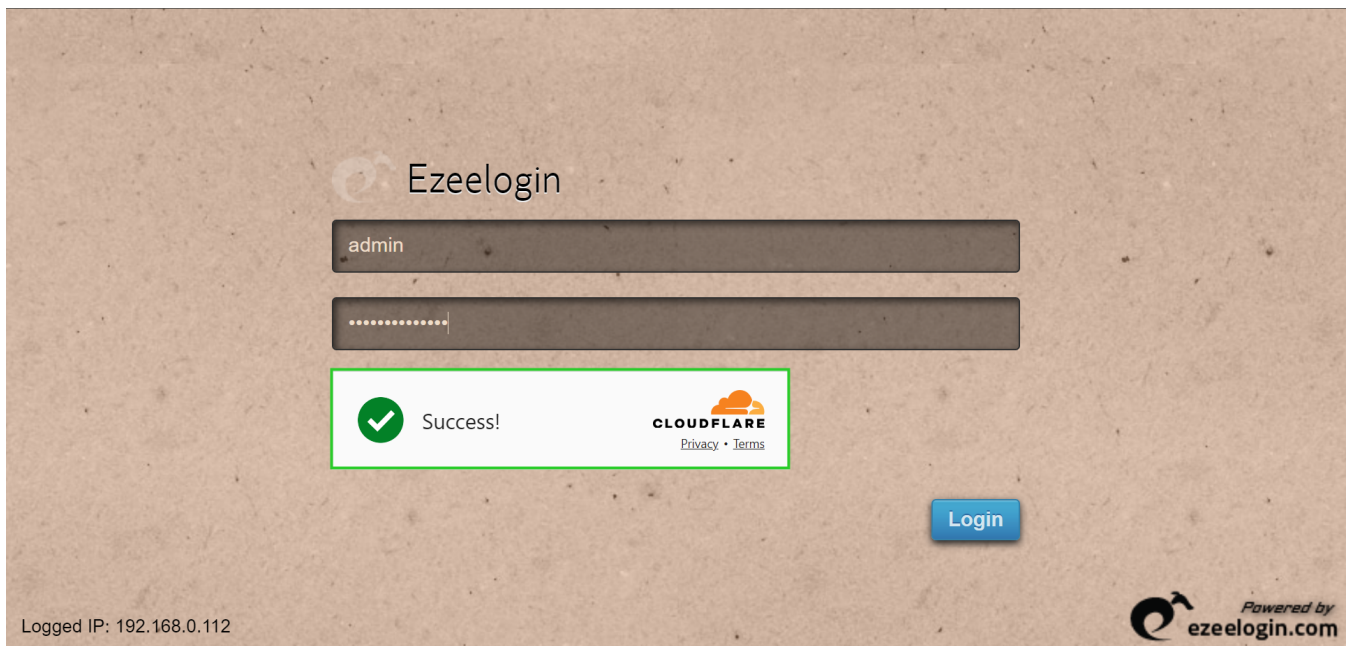 Ezeelogin
admin
••••••••••••••
Success!
CLOUDFLARE
Privacy • Terms
Login
Logged IP: 192.168.0.112
Powered by
ezeelogin.com